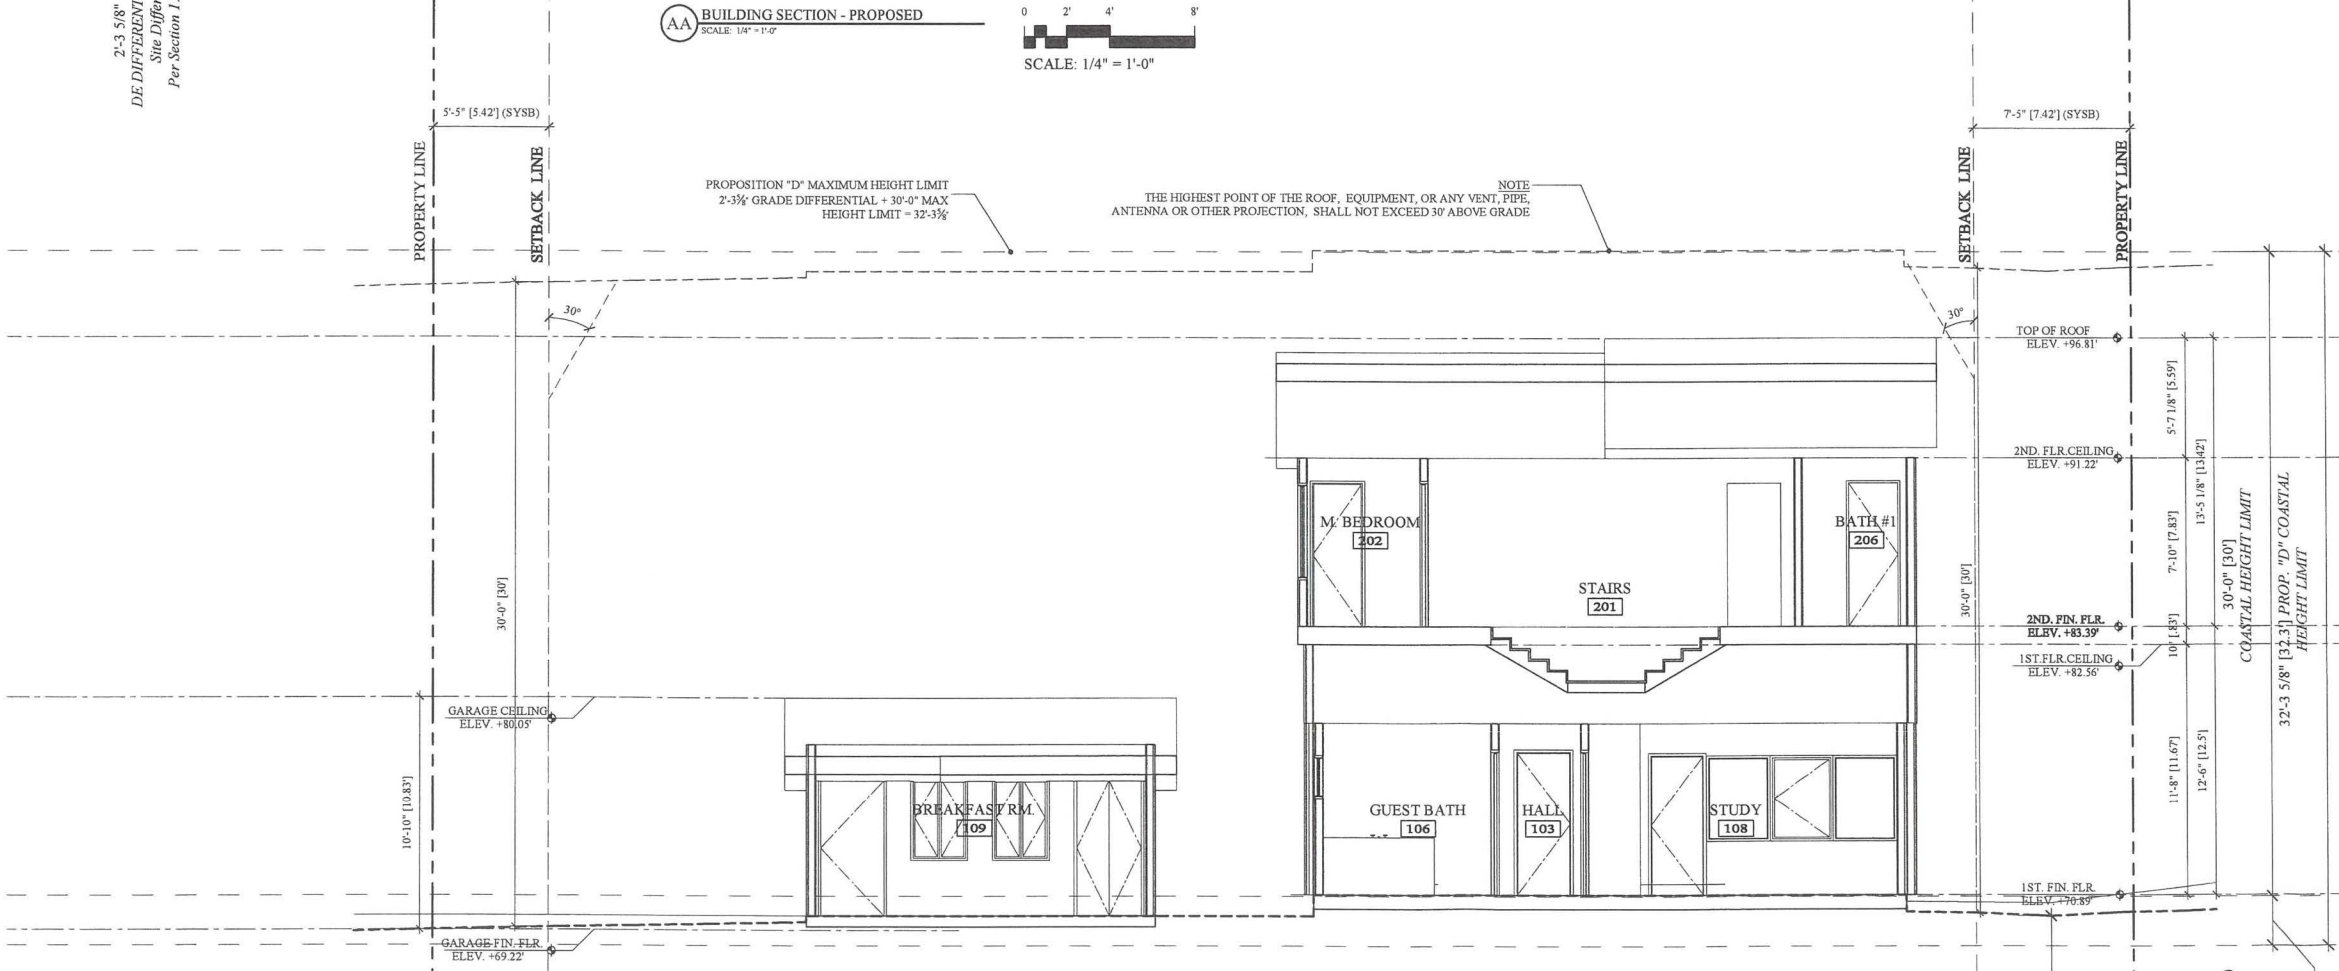 2'-3 5/8"
DE DIFFERENT
Site Differ
Per Section 1.
AA
BUILDING SECTION - PROPOSED
SCALE: 1/4" = 1'-0"
0 2' 4' 8'
SCALE: 1/4" = 1'-0"
5'-5" [5.42'] (SYSB)
7'-5" [7.42'] (SYSB)
PROPERTY LINE
SETBACK LINE
SETBACK LINE
PROPERTY LINE
PROPOSITION "D" MAXIMUM HEIGHT LIMIT
2'-3⅝" GRADE DIFFERENTIAL + 30'-0" MAX
HEIGHT LIMIT = 32'-3⅝"
NOTE
THE HIGHEST POINT OF THE ROOF, EQUIPMENT, OR ANY VENT, PIPE,
ANTENNA OR OTHER PROJECTION, SHALL NOT EXCEED 30' ABOVE GRADE
30°
30°
TOP OF ROOF
ELEV. +96.81'
5'-7 1/8" [5.59']
2ND. FLR.CEILING
ELEV. +91.22'
13'-5 1/8" [13.42']
7'-10" [7.83']
M. BEDROOM
202
BATH #1
206
STAIRS
201
30'-0" [30']
30'-0" [30']
2ND. FIN. FLR.
ELEV. +83.39'
10" [.83']
1ST.FLR.CEILING
ELEV. +82.56'
30'-0" [30']
COASTAL HEIGHT LIMIT
32'-3 5/8" [32.3'] PROP. "D" COASTAL
HEIGHT LIMIT
GARAGE CEILING
ELEV. +80.05'
10'-10" [10.83']
11'-8" [11.67']
12'-6" [12.5']
BREAKFAST RM.
109
GUEST BATH
106
HALL
103
STUDY
108
1ST. FIN. FLR.
ELEV. +70.89'
GARAGE FIN. FLR.
ELEV. +69.22'